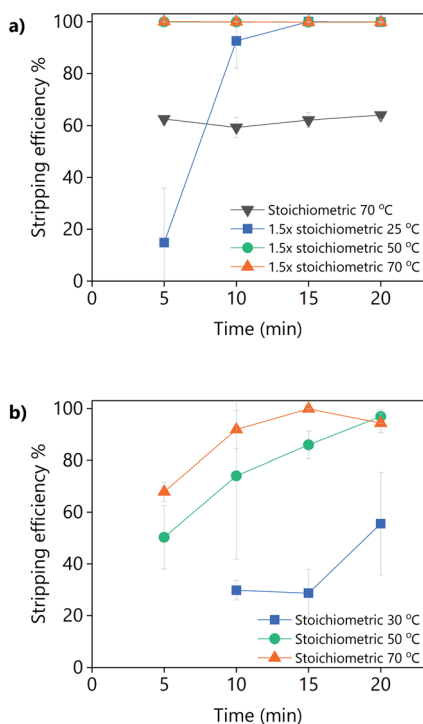 a)
Stripping efficiency %
100
80
60
40
20
0
Stoichiometric 70 °C
1.5x stoichiometric 25 °C
1.5x stoichiometric 50 °C
1.5x stoichiometric 70 °C
0 5 10 15 20
Time (min)
b)
Stripping efficiency %
100
80
60
40
20
0
Stoichiometric 30 °C
Stoichiometric 50 °C
Stoichiometric 70 °C
0 5 10 15 20
Time (min)